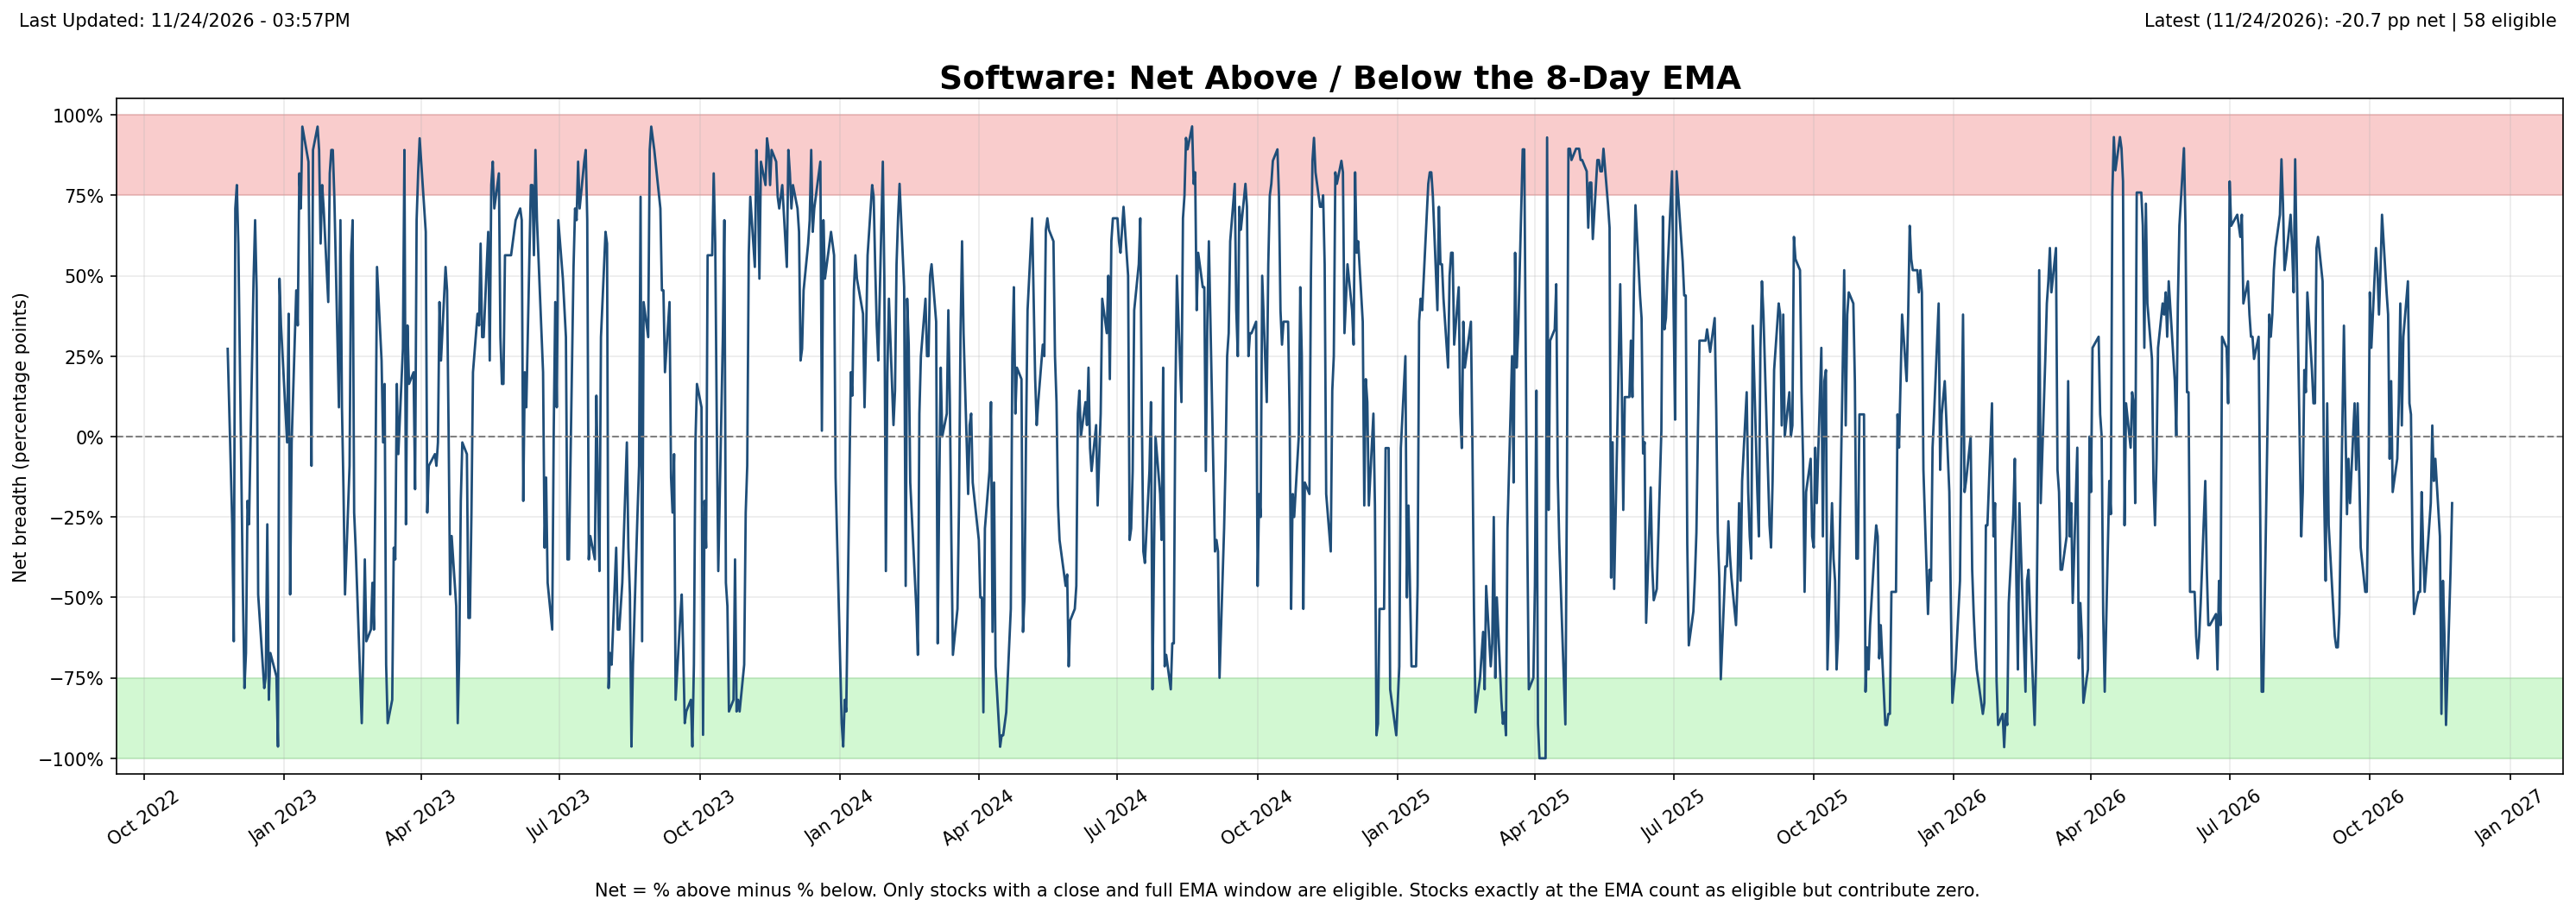 Last Updated: 11/24/2026 - 03:57PM
Latest (11/24/2026): -20.7 pp net | 58 eligible
Software: Net Above / Below the 8-Day EMA
Net breadth (percentage points)
100%
75%
50%
25%
0%
−25%
−50%
−75%
−100%
Oct 2022
Jan 2023
Apr 2023
Jul 2023
Oct 2023
Jan 2024
Apr 2024
Jul 2024
Oct 2024
Jan 2025
Apr 2025
Jul 2025
Oct 2025
Jan 2026
Apr 2026
Jul 2026
Oct 2026
Jan 2027
Net = % above minus % below. Only stocks with a close and full EMA window are eligible. Stocks exactly at the EMA count as eligible but contribute zero.